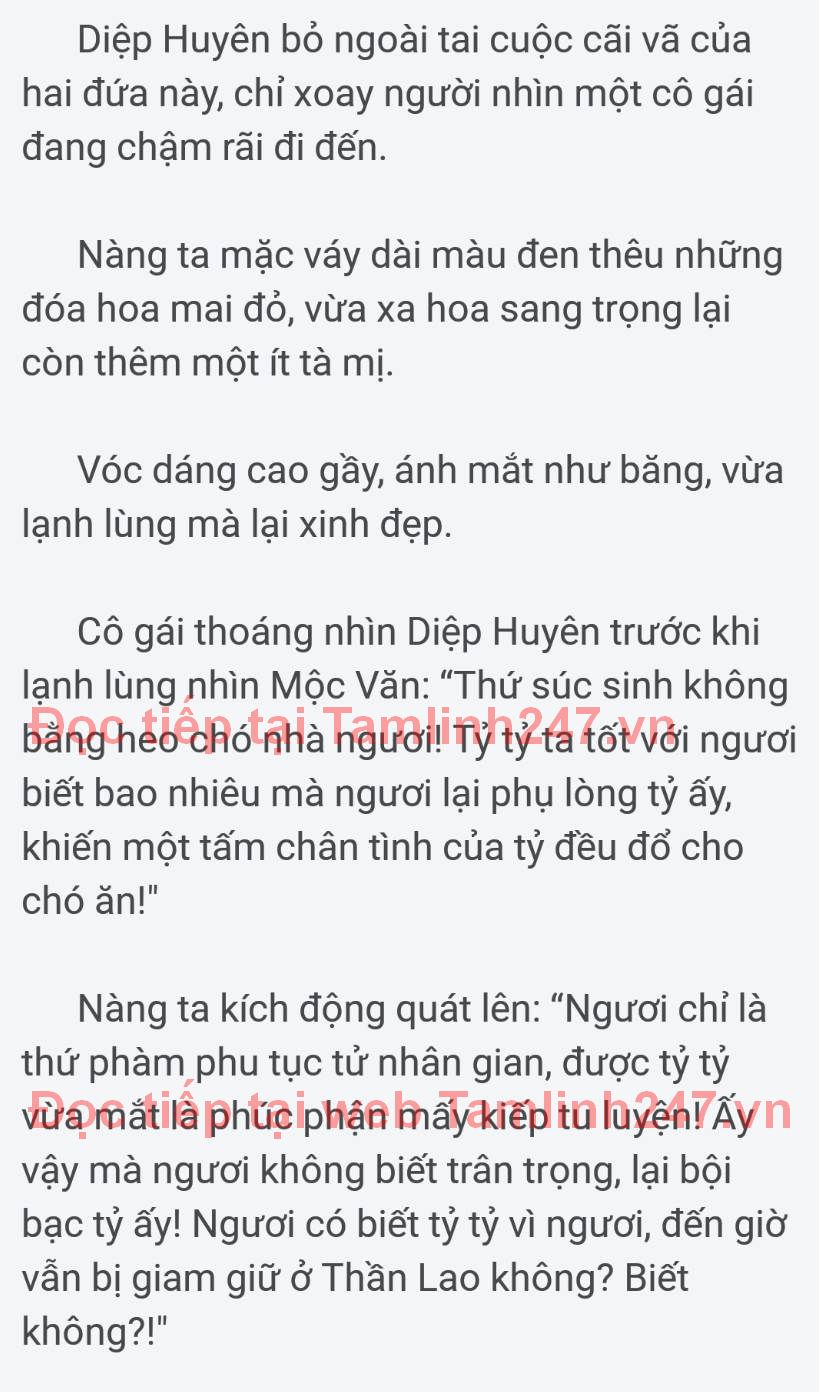 Diệp Huyên bỏ ngoài tai cuộc cãi vã của
hai đứa này, chỉ xoay người nhìn một cô gái
đang chậm rãi đi đến.
Nàng ta mặc váy dài màu đen thêu những
đóa hoa mai đỏ, vừa xa hoa sang trọng lại
còn thêm một ít tà mị.
Vóc dáng cao gầy, ánh mắt như băng, vừa
lạnh lùng mà lại xinh đẹp.
Cô gái thoáng nhìn Diệp Huyên trước khi
lạnh lùng nhìn Mộc Văn: “Thứ súc sinh không
Đọc tiếp tại Tamlinh247.vn
bằng heo chó nhà ngươi! Tỷ tỷ ta tốt với ngươi
biết bao nhiêu mà ngươi lại phụ lòng tỷ ấy,
khiến một tấm chân tình của tỷ đều đổ cho
chó ăn!"
Nàng ta kích động quát lên: “Ngươi chỉ là
thứ phàm phu tục tử nhân gian, được tỷ tỷ
Đọc tiếp tại web Tamlinh247.vn
vừa mắt là phúc phận mấy kiếp tu luyện! Ấy
vậy mà ngươi không biết trân trọng, lại bội
bạc tỷ ấy! Ngươi có biết tỷ tỷ vì ngươi, đến giờ
vẫn bị giam giữ ở Thần Lao không? Biết
không?!"